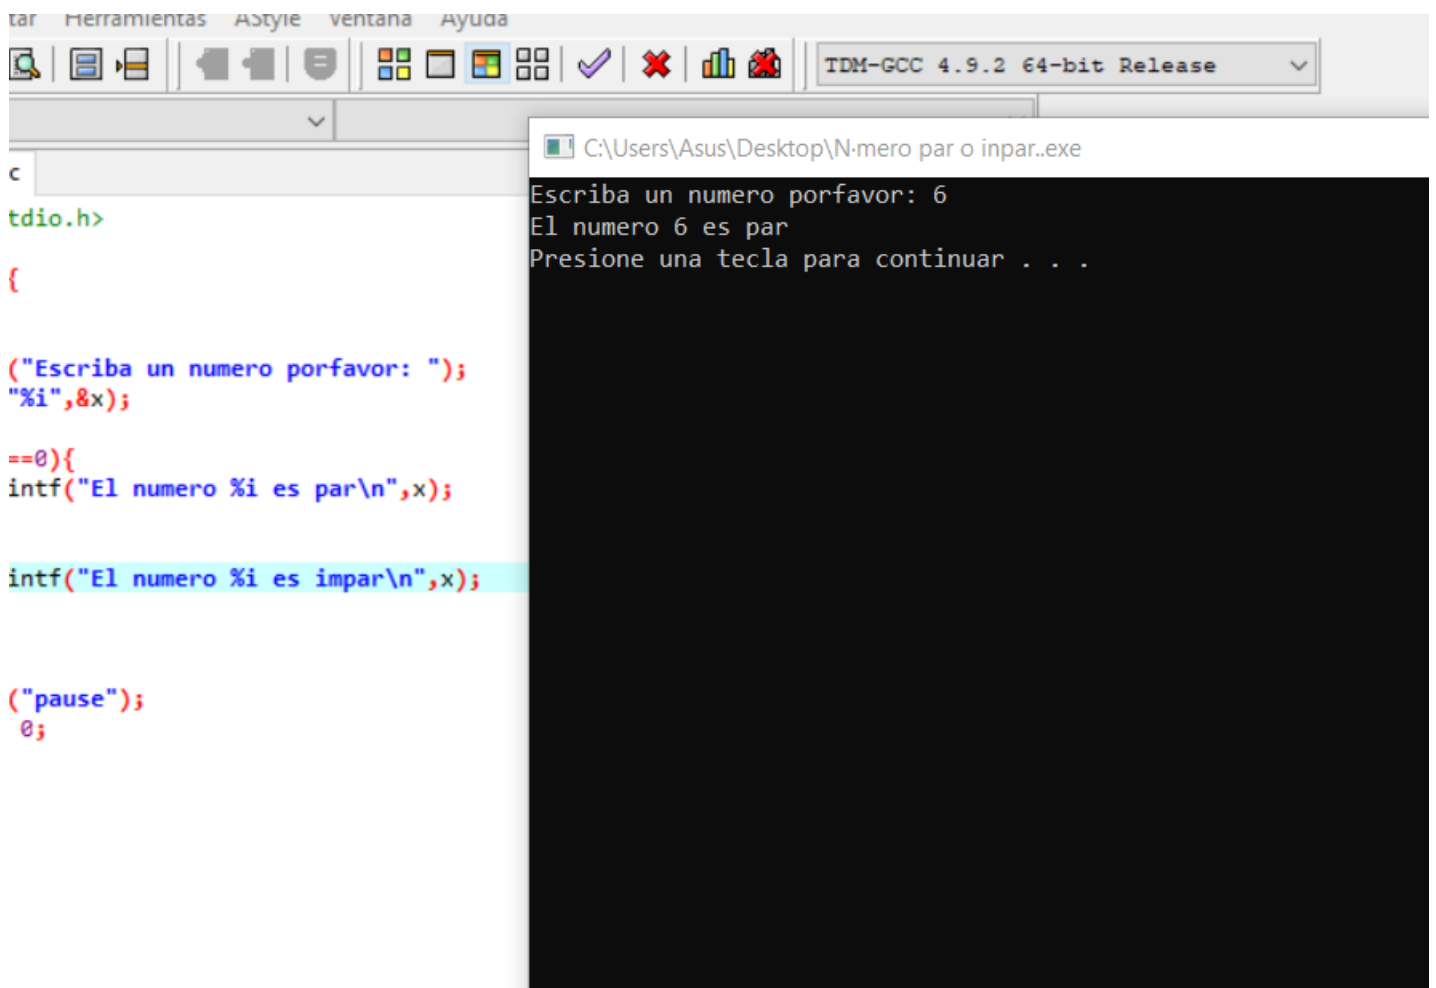 tar Herramientas AStyle Ventana Ayuda
TDM-GCC 4.9.2 64-bit Release
C:\Users\Asus\Desktop\N·mero par o inpar..exe
c
tdio.h>
{
("Escriba un numero porfavor: ");
"%i",&x);
==0){
intf("El numero %i es par\n",x);
intf("El numero %i es impar\n",x);
("pause");
0;
Escriba un numero porfavor: 6
El numero 6 es par
Presione una tecla para continuar . . .